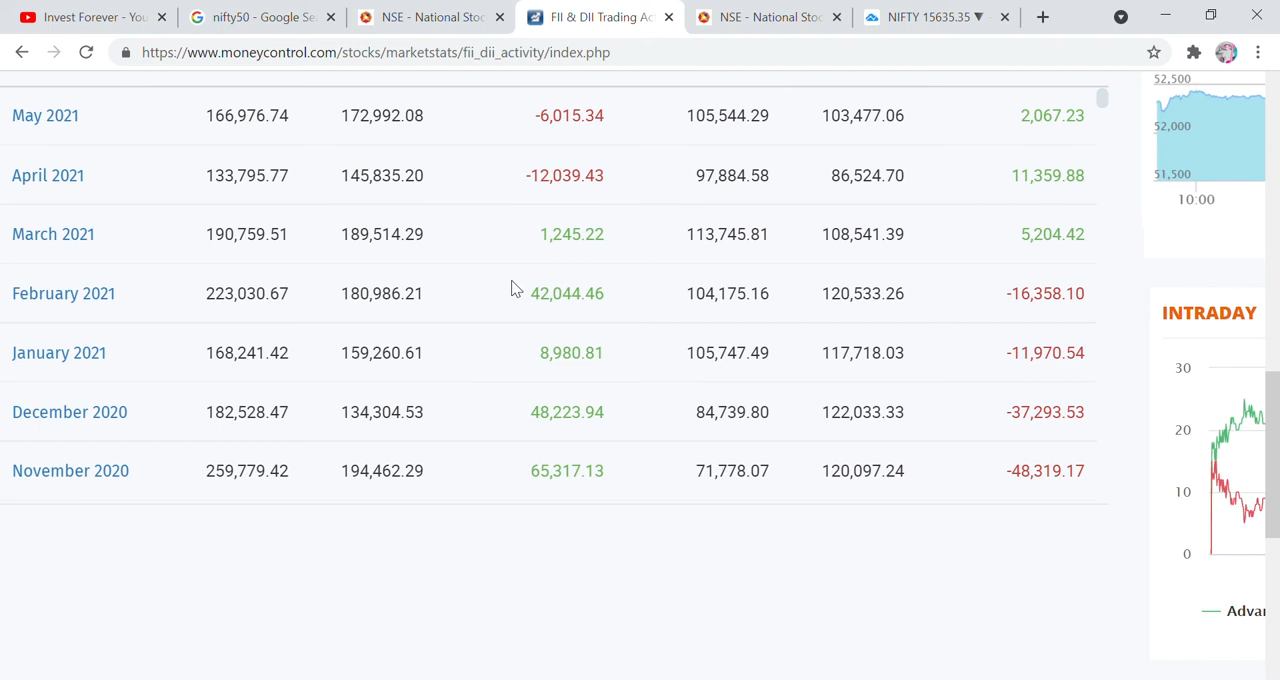 Invest Forever - You
nifty50 - Google Se
NSE - National Stoc
FII & DII Trading Ac
NSE - National Stoc
NIFTY 15635.35 ▼
https://www.moneycontrol.com/stocks/marketstats/fii_dii_activity/index.php
May 2021 166,976.74 172,992.08 -6,015.34 105,544.29 103,477.06 2,067.23
April 2021 133,795.77 145,835.20 -12,039.43 97,884.58 86,524.70 11,359.88
March 2021 190,759.51 189,514.29 1,245.22 113,745.81 108,541.39 5,204.42
February 2021 223,030.67 180,986.21 42,044.46 104,175.16 120,533.26 -16,358.10
January 2021 168,241.42 159,260.61 8,980.81 105,747.49 117,718.03 -11,970.54
December 2020 182,528.47 134,304.53 48,223.94 84,739.80 122,033.33 -37,293.53
November 2020 259,779.42 194,462.29 65,317.13 71,778.07 120,097.24 -48,319.17
52,500
52,000
51,500
10:00
INTRADAY
30
20
10
0
Advan